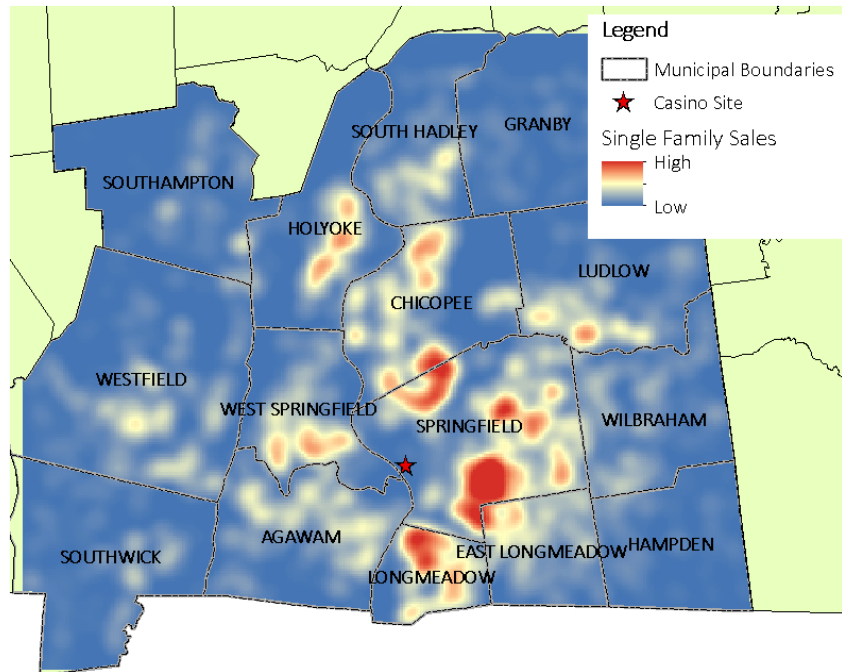 Legend
Municipal Boundaries
Casino Site
Single Family Sales
High
Low
SOUTH HADLEY
GRANBY
SOUTHAMPTON
HOLYOKE
LUDLOW
CHICOPEE
WESTFIELD
WEST SPRINGFIELD
SPRINGFIELD
WILBRAHAM
AGAWAM
EAST LONGMEADOW
HAMPDEN
SOUTHWICK
LONGMEADOW